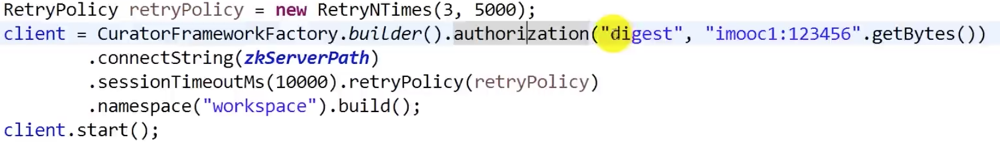 RetryPolicy retryPolicy = new RetryNTimes(3, 5000);
client = CuratorFrameworkFactory.builder().authorization("digest", "imooc1:123456".getBytes())
.connectString(zkServerPath)
.sessionTimeoutMs(10000).retryPolicy(retryPolicy)
.namespace("workspace").build();
client.start();